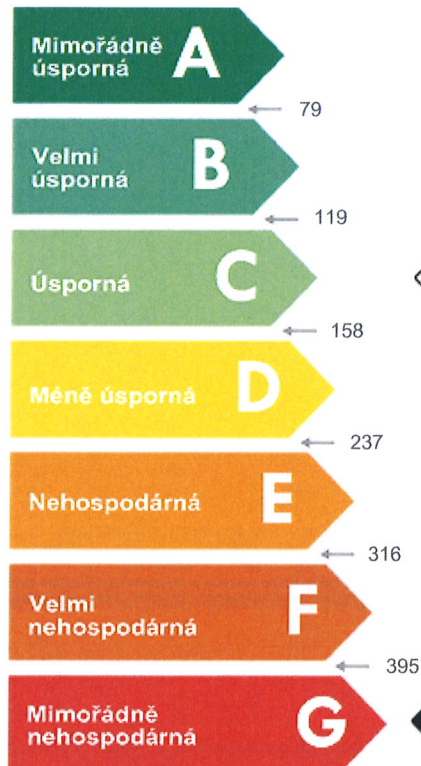 Mimořádně
úsporná
A
79
Velmi
úsporná
B
119
Úsporná
C
158
Méně úsporná
D
237
Nehospodárná
E
316
Velmi
nehospodárná
F
395
Mimořádně
nehospodárná
G